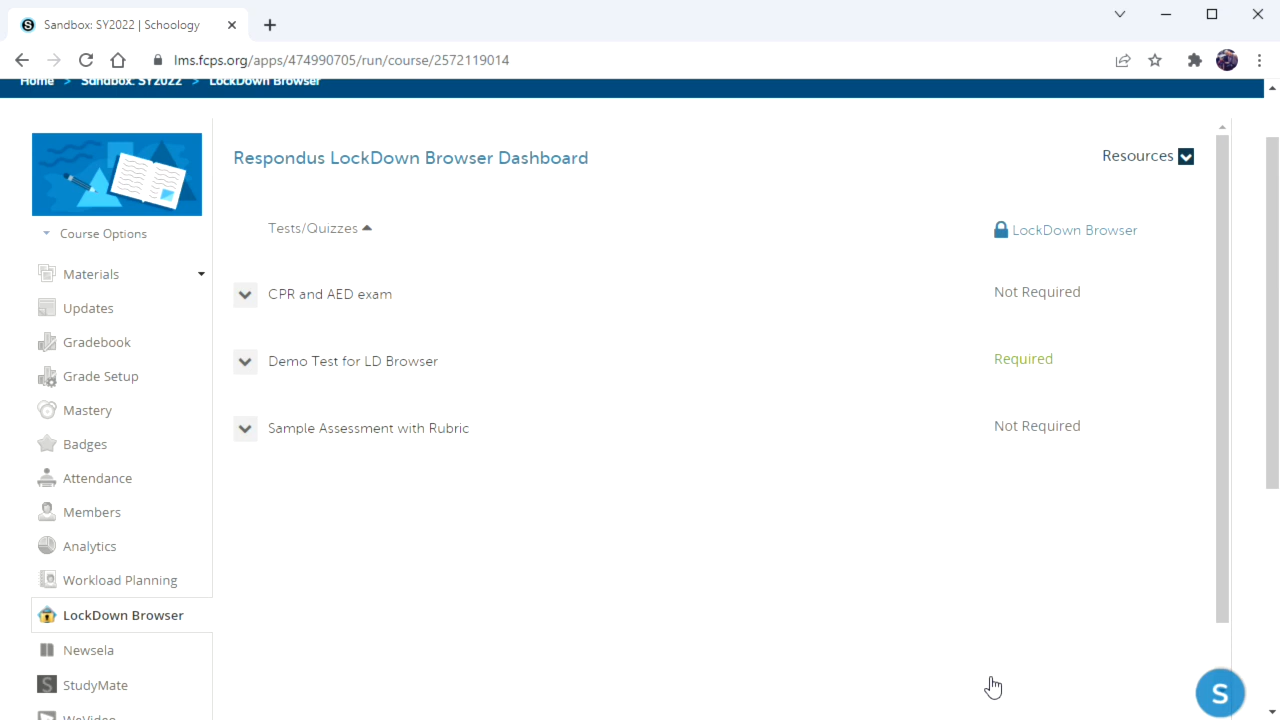 Sandbox: SY2022 | Schoology
lms.fcps.org/apps/474990705/run/course/2572119014
Home > Sandbox: SY2022 > LockDown Browser
Respondus LockDown Browser Dashboard
Resources
Course Options
Tests/Quizzes
LockDown Browser
Materials
Updates
Gradebook
Grade Setup
Mastery
Badges
Attendance
Members
Analytics
Workload Planning
LockDown Browser
Newsela
StudyMate
WeVideo
CPR and AED exam
Not Required
Demo Test for LD Browser
Required
Sample Assessment with Rubric
Not Required
S
S
S